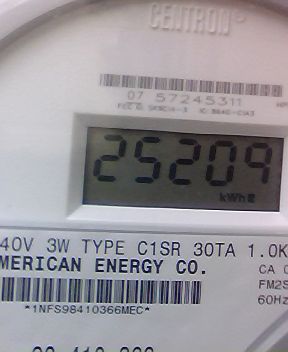 CENTRON®
07 57245311
25209
kWh
40V 3W TYPE C1SR 30TA 1.0K
MERICAN ENERGY CO.
CA 0
FM2S
60Hz
*1NFS98410366MEC*